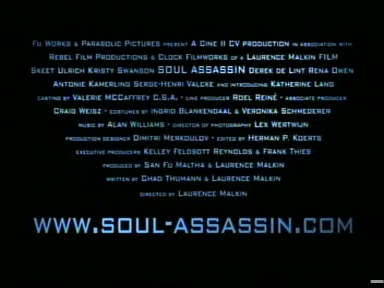 Fu Works & Parabolic Pictures present A Cine II CV production in association with
Rebel Film Productions & Clock Filmworks of a Laurence Malkin Film
Skeet Ulrich Kristy Swanson SOUL ASSASSIN Derek de Lint Rena Owen
Antonie Kamerling Serge-Henri Valcke and introducing Katherine Lang
casting by Valerie McCaffrey C.S.A. • line producer Roel Reiné • associate producer
Craig Weisz • costumes by Ingrid Blankendaal & Veronika Schmederer
music by Alan Williams • director of photography Lex Wertwijn
production designer Dimitri Merkoulov • edited by Herman P. Koerts
executive producers Kelley Feldsott Reynolds & Frank Thies
produced by San Fu Maltha & Laurence Malkin
written by Chad Thumann & Laurence Malkin
directed by Laurence Malkin
WWW.SOUL-ASSASSIN.COM